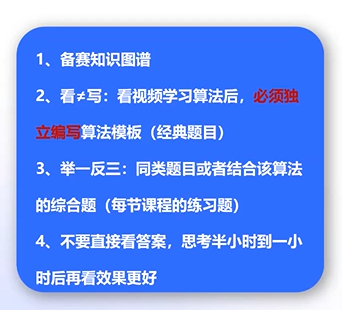 1、备赛知识图谱
2、看≠写：看视频学习算法后，必须独
立编写算法模板（经典题目）
3、举一反三：同类题目或者结合该算法
的综合题（每节课程的练习题）
4、不要直接看答案，思考半小时到一小
时后再看效果更好